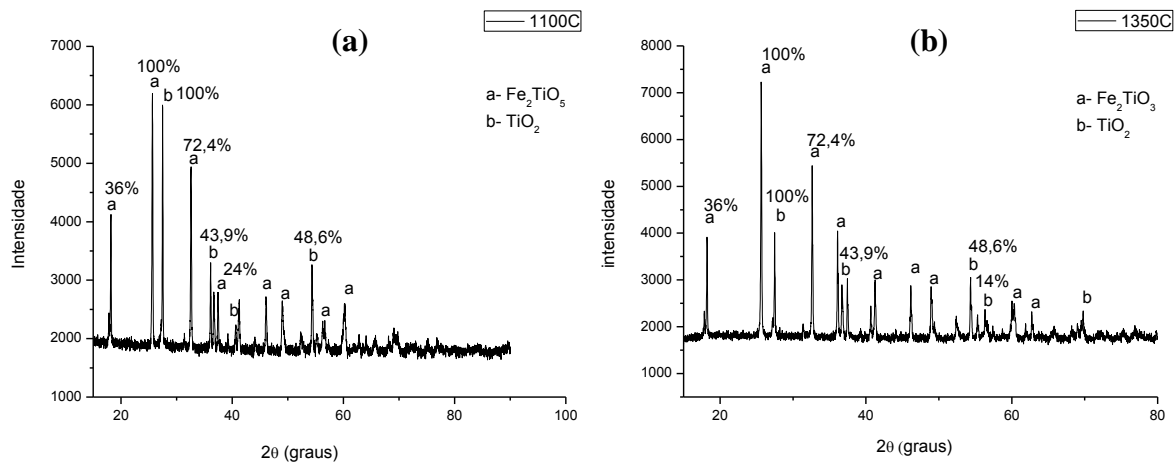 (a)
1100C
7000
6000
5000
4000
3000
2000
1000
Intensidade
100%
a
b 100%
72,4%
a
36%
a
43,9%
b
24%
a
b
a
a
48,6%
b
a
a
a- Fe₂TiO₅
b- TiO₂
20
40
60
80
100
2θ (graus)
(b)
1350C
8000
7000
6000
5000
4000
3000
2000
1000
intensidade
100%
a
72,4%
a
36%
a
100%
b
a
43,9%
b
a
a
a
48,6%
b
14%
b
a
a
b
a- Fe₂TiO₃
b- TiO₂
20
40
60
80
2θ (graus)